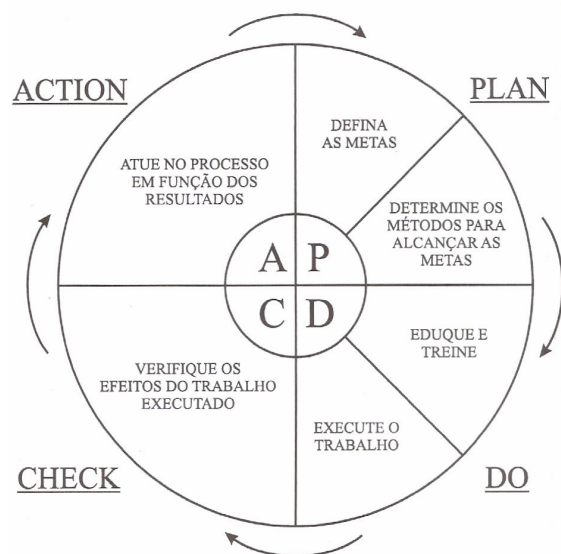 ACTION
PLAN
DEFINA
AS METAS
ATUE NO PROCESSO
EM FUNÇÃO DOS
RESULTADOS
DETERMINE OS
MÉTODOS PARA
ALCANÇAR AS
METAS
A P
C D
EDUQUE E
TREINE
VERIFIQUE OS
EFEITOS DO TRABALHO
EXECUTADO
EXECUTE O
TRABALHO
CHECK
DO